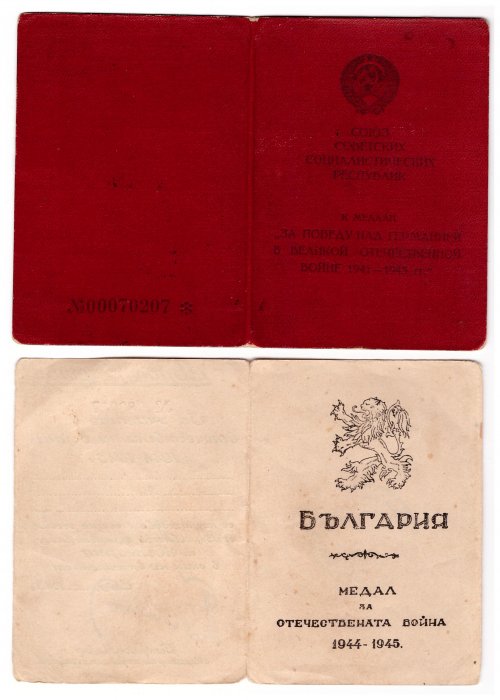 СОЮЗ
СОВЕТСКИХ
СОЦИАЛИСТИЧЕСКИХ
РЕСПУБЛИК
К МЕДАЛИ
„ЗА ПОБЕДУ НАД ГЕРМАНИЕЙ
В ВЕЛИКОЙ ОТЕЧЕСТВЕННОЙ
ВОЙНЕ 1941—1945 гг.“
№00070207 *
БЪЛГАРИЯ
МЕДАЛ
ЗА
ОТЕЧЕСТВЕНАТА ВОЙНА
1944-1945.